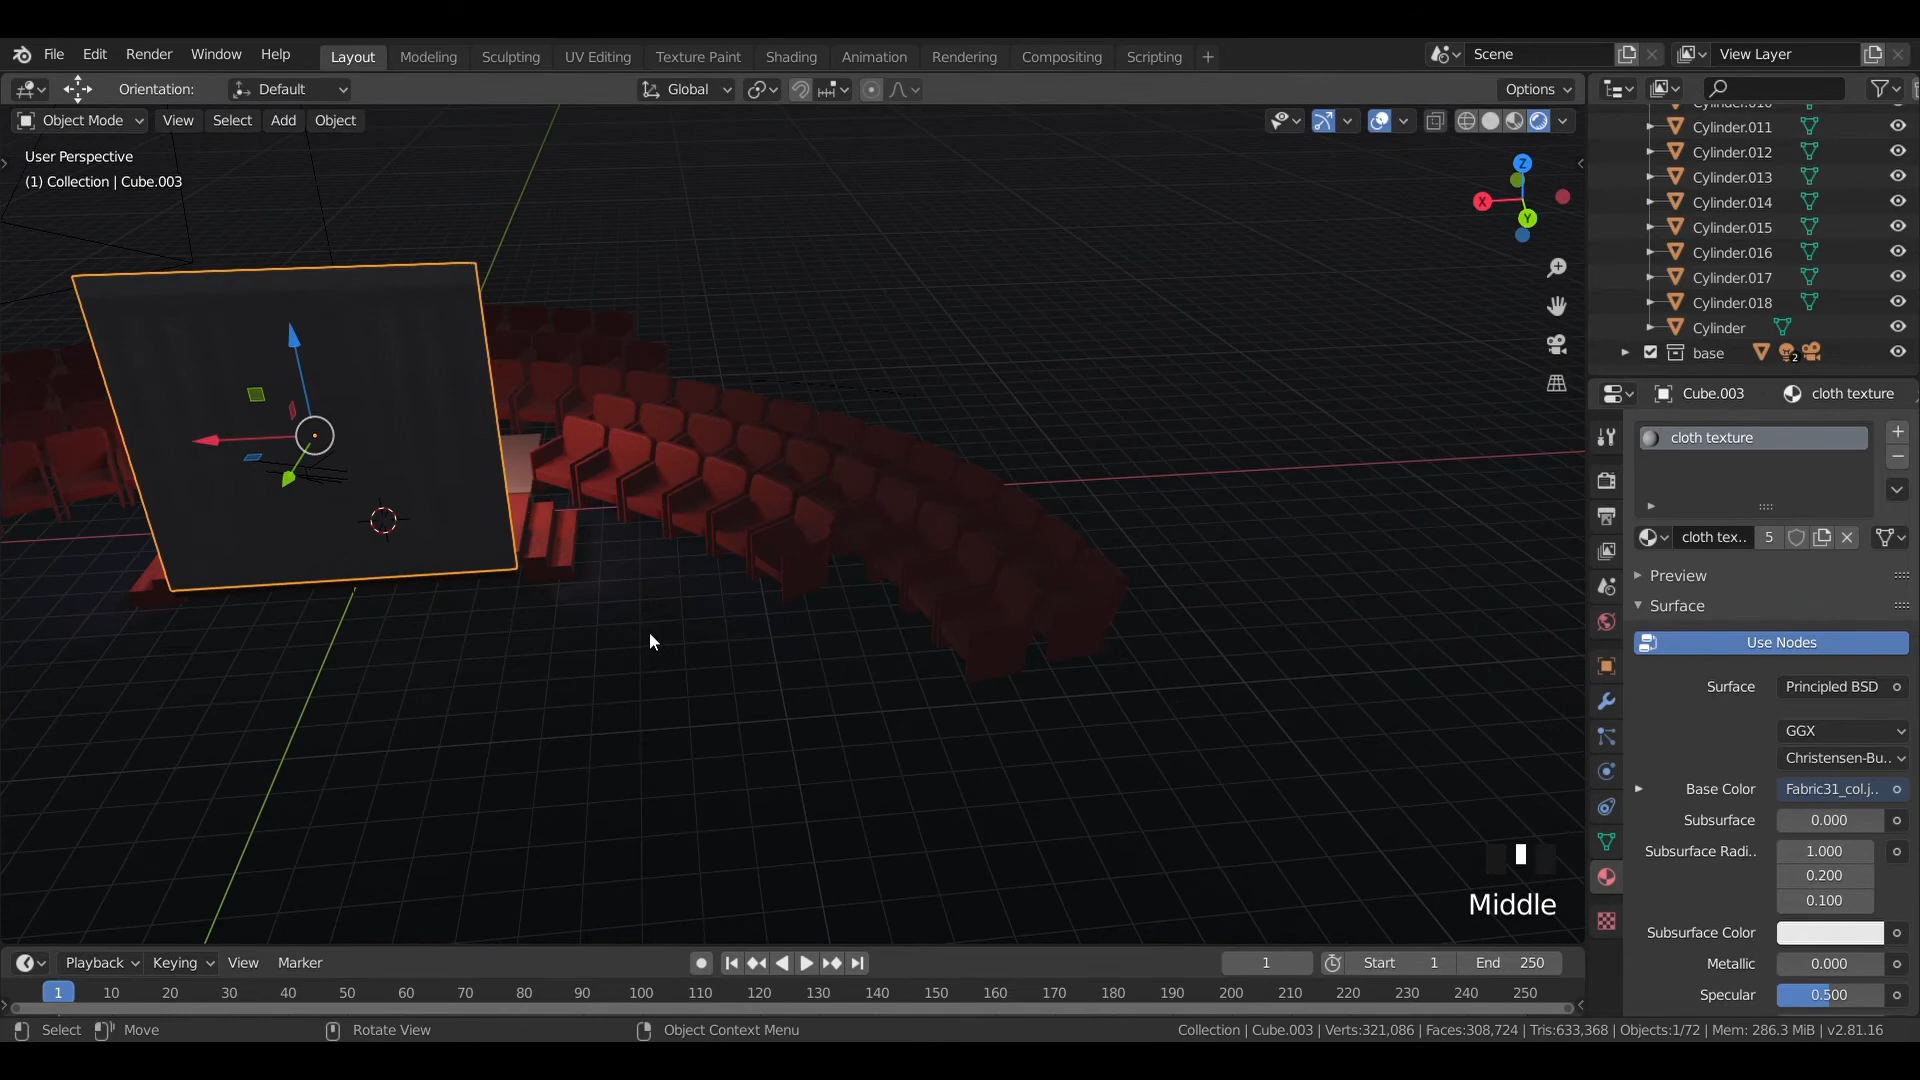 File Edit Render Window Help Layout Modeling Sculpting UV Editing Texture Paint Shading Animation Rendering Compositing Scripting + Scene View Layer
Orientation: Default Global Options
Object Mode View Select Add Object
User Perspective
(1) Collection | Cube.003
Z
X
Y
Cylinder.011
Cylinder.012
Cylinder.013
Cylinder.014
Cylinder.015
Cylinder.016
Cylinder.017
Cylinder.018
Cylinder
base 2
Cube.003 cloth texture
cloth texture
cloth tex.. 5
Preview
Surface
Use Nodes
Surface Principled BSD
GGX
Christensen-Bu..
Base Color Fabric31_col.j..
Subsurface 0.000
Subsurface Radi.. 1.000
0.200
0.100
Subsurface Color
Metallic 0.000
Specular 0.500
Middle
Playback Keying View Marker 1 Start 1 End 250
1 10 20 30 40 50 60 70 80 90 100 110 120 130 140 150 160 170 180 190 200 210 220 230 240 250
Select Move Rotate View Object Context Menu Collection | Cube.003 | Verts:321,086 | Faces:308,724 | Tris:633,368 | Objects:1/72 | Mem: 286.3 MiB | v2.81.16